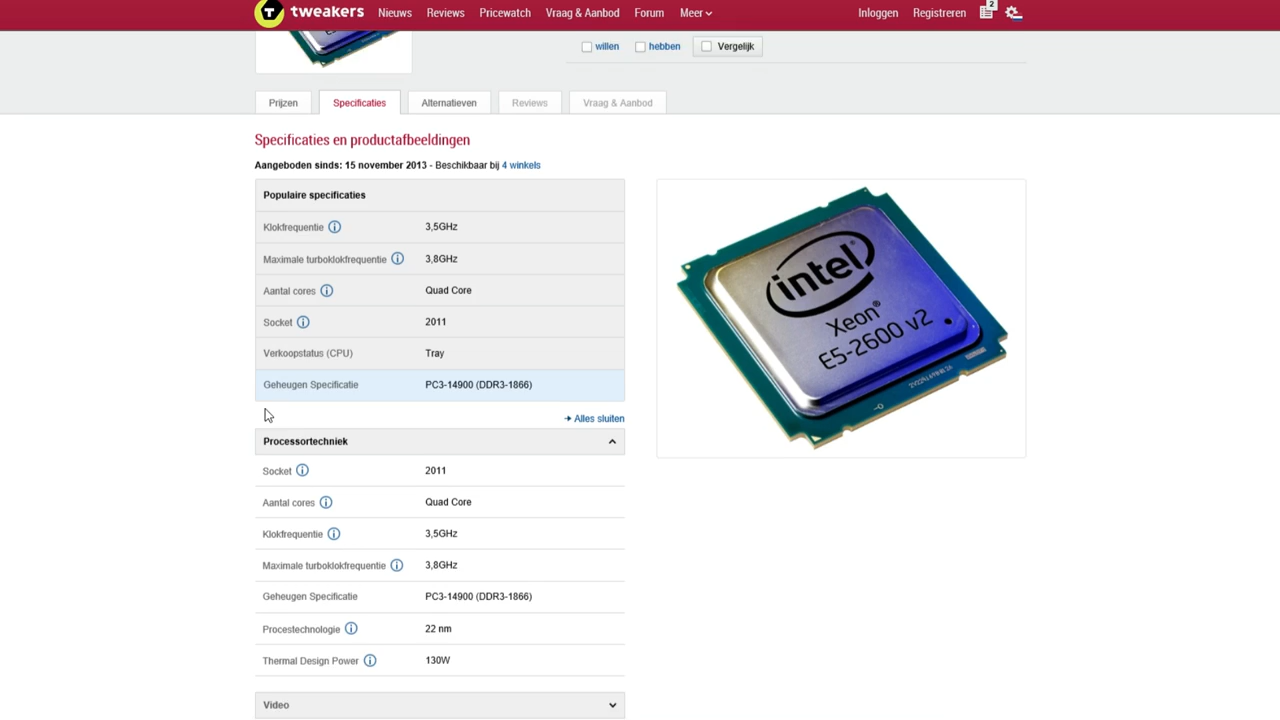 tweakers Nieuws Reviews Pricewatch Vraag & Aanbod Forum Meer Inloggen Registreren 2
willen hebben Vergelijk
Prijzen Specificaties Alternatieven Reviews Vraag & Aanbod
Specificaties en productafbeeldingen
Aangeboden sinds: 15 november 2013 - Beschikbaar bij 4 winkels
Populaire specificaties
Klokfrequentie 3,5GHz
Maximale turboklokfrequentie 3,8GHz
Aantal cores Quad Core
Socket 2011
Verkoopstatus (CPU) Tray
Geheugen Specificatie PC3-14900 (DDR3-1866)
Alles sluiten
Processortechniek
Socket 2011
Aantal cores Quad Core
Klokfrequentie 3,5GHz
Maximale turboklokfrequentie 3,8GHz
Geheugen Specificatie PC3-14900 (DDR3-1866)
Procestechnologie 22 nm
Thermal Design Power 130W
Video
intel
Xeon®
E5-2600 v2